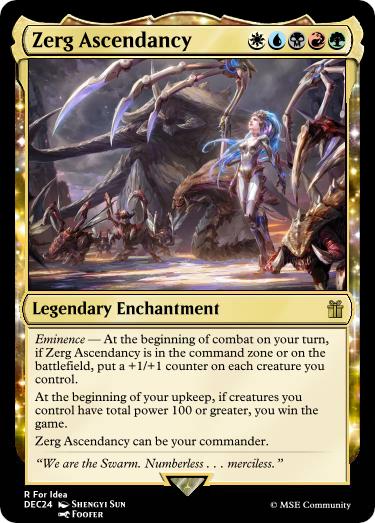 Zerg Ascendancy
Legendary Enchantment
Eminence — At the beginning of combat on your turn,
if Zerg Ascendancy is in the command zone or on the
battlefield, put a +1/+1 counter on each creature you
control.
At the beginning of your upkeep, if creatures you
control have total power 100 or greater, you win the
game.
Zerg Ascendancy can be your commander.
“We are the Swarm. Numberless . . . merciless.”
R For Idea
DEC24 Shengyi Sun
Foofer
© MSE Community